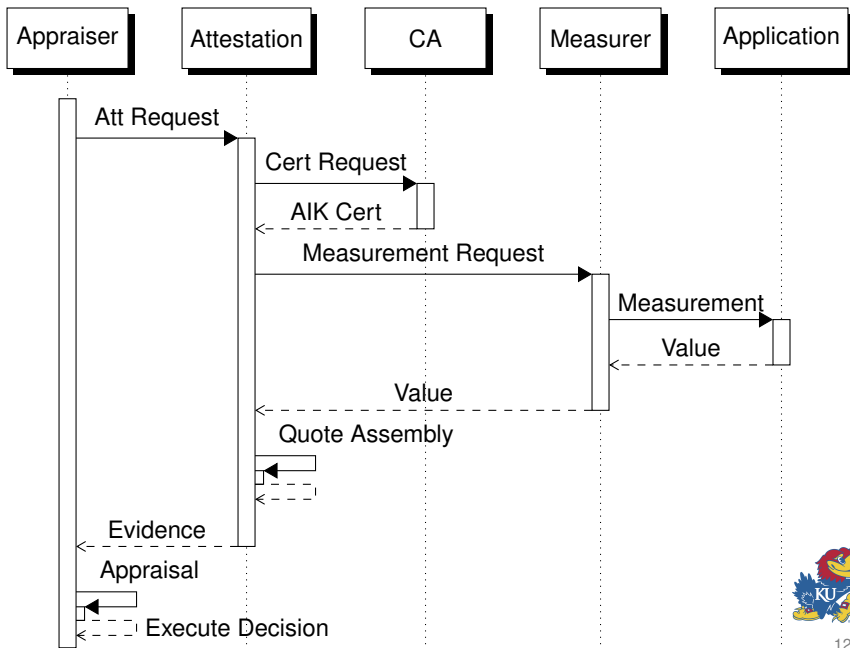 Appraiser Attestation CA Measurer Application
Att Request
Cert Request
AIK Cert
Measurement Request
Measurement
Value
Value
Quote Assembly
Evidence
Appraisal
Execute Decision
KU
12